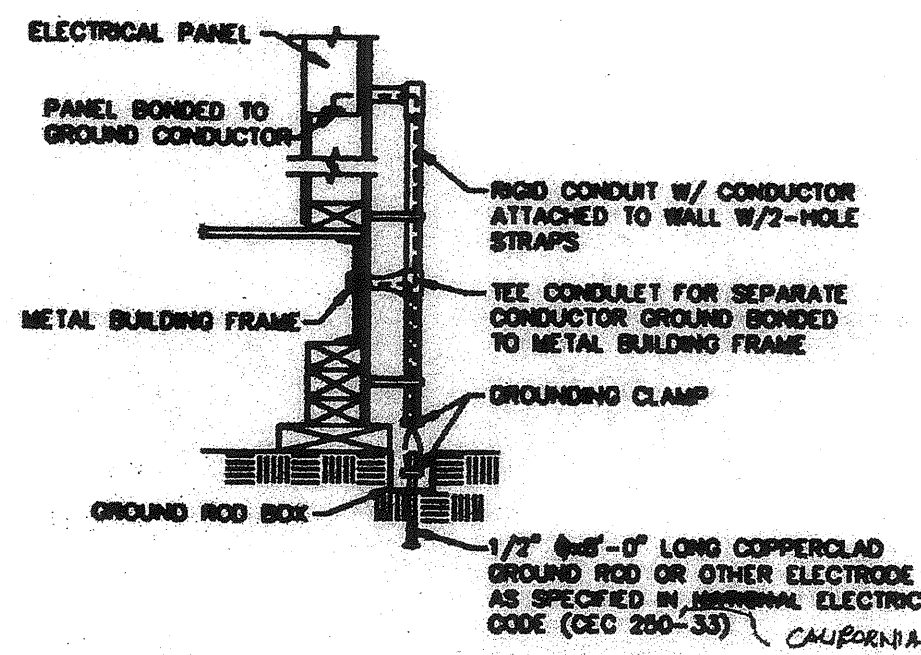 ELECTRICAL PANEL
PANEL BONDED TO
GROUND CONDUCTOR
RIGID CONDUIT W/ CONDUCTOR
ATTACHED TO WALL W/2-HOLE
STRAPS
METAL BUILDING FRAME
TEE CONDULET FOR SEPARATE
CONDUCTOR GROUND BONDED
TO METAL BUILDING FRAME
GROUNDING CLAMP
GROUND ROD BOX
1/2" LONG COPPERCLAD
GROUND ROD OR OTHER ELECTRODE
AS SPECIFIED IN ELECTRIC
CODE (CEC 250-33)
CALIFORNIA